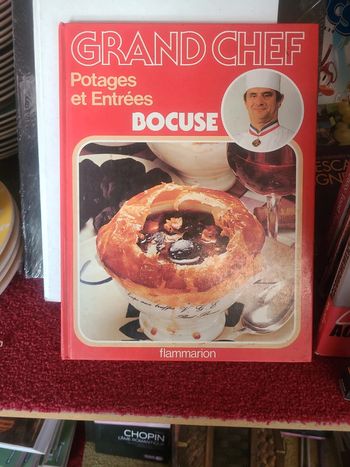 GRAND CHEF
Potages
et Entrées
BOCUSE
flammarion
CHOPIN